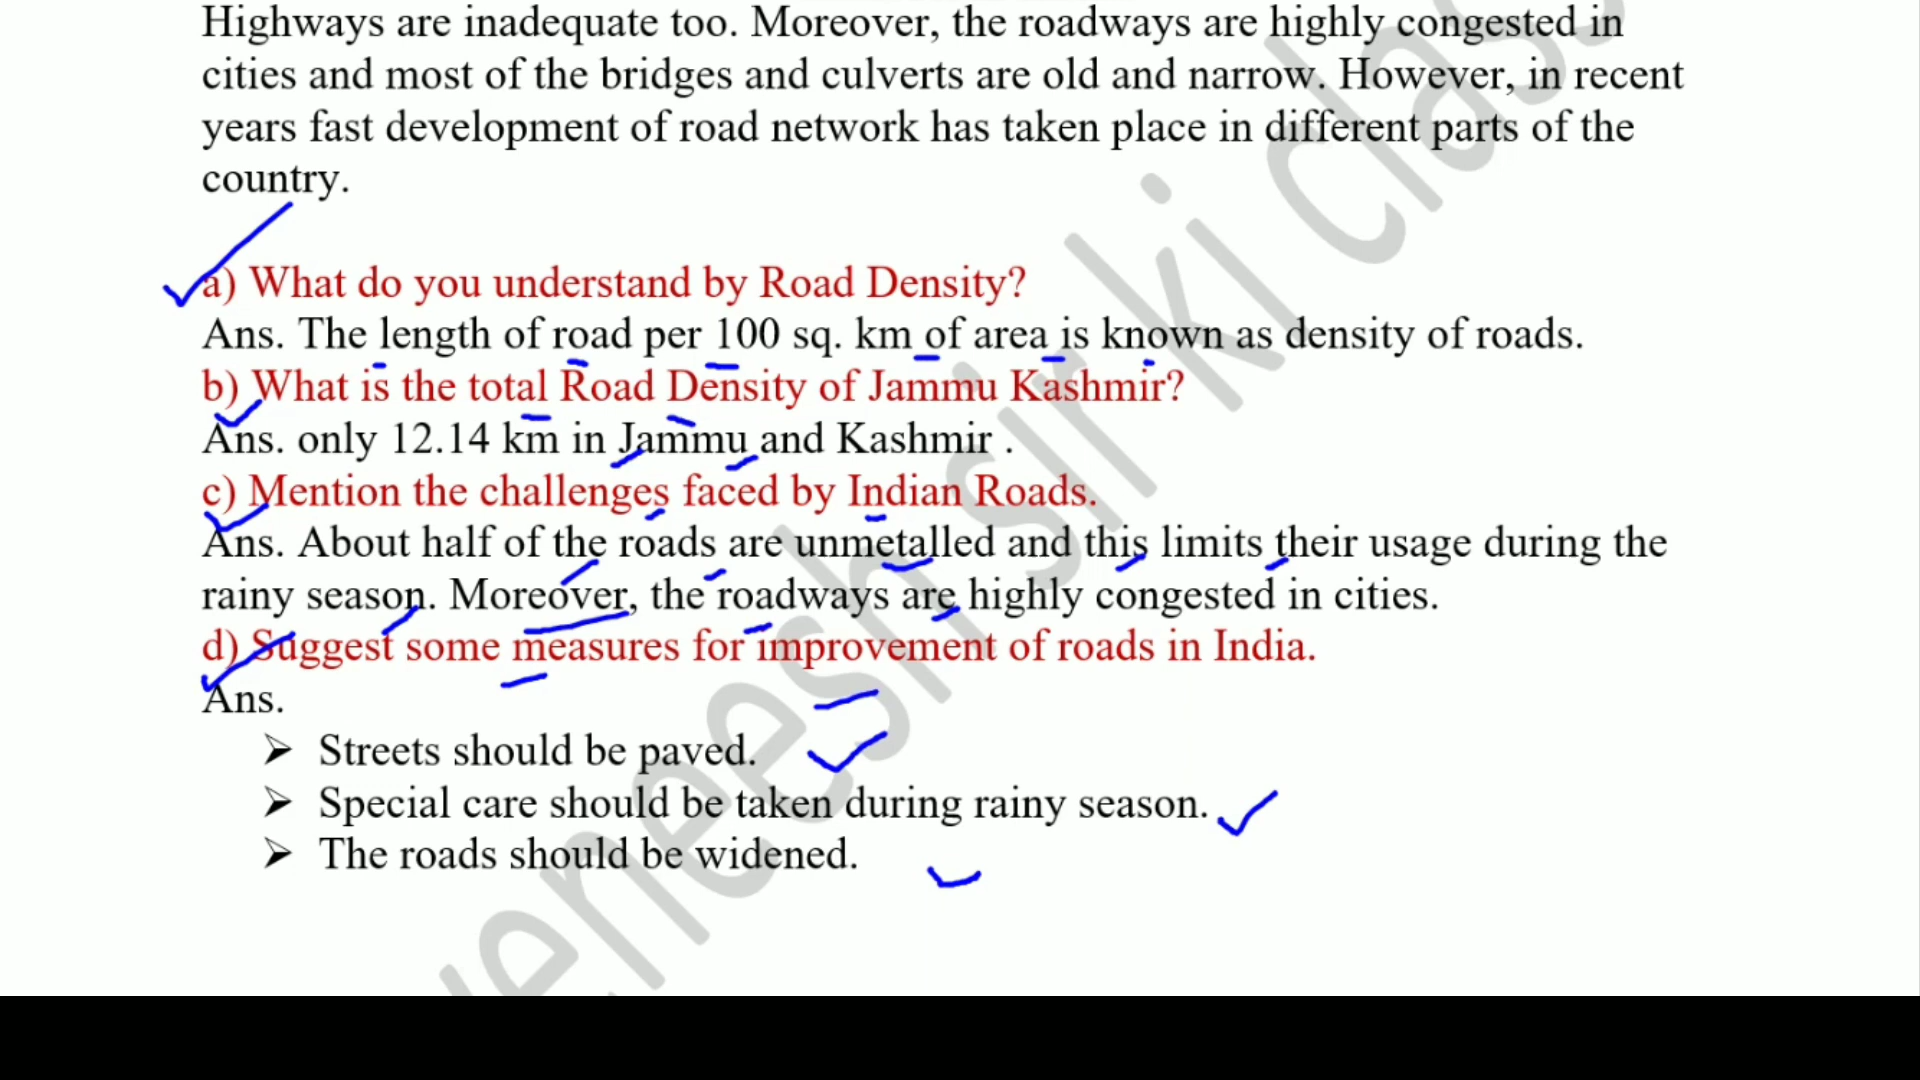 Highways are inadequate too. Moreover, the roadways are highly congested in
cities and most of the bridges and culverts are old and narrow. However, in recent
years fast development of road network has taken place in different parts of the
country.
a) What do you understand by Road Density?
Ans. The length of road per 100 sq. km of area is known as density of roads.
b) What is the total Road Density of Jammu Kashmir?
Ans. only 12.14 km in Jammu and Kashmir .
c) Mention the challenges faced by Indian Roads.
Ans. About half of the roads are unmetalled and this limits their usage during the
rainy season. Moreover, the roadways are highly congested in cities.
d) Suggest some measures for improvement of roads in India.
Ans.
➢ Streets should be paved.
➢ Special care should be taken during rainy season.
➢ The roads should be widened.
sir ki